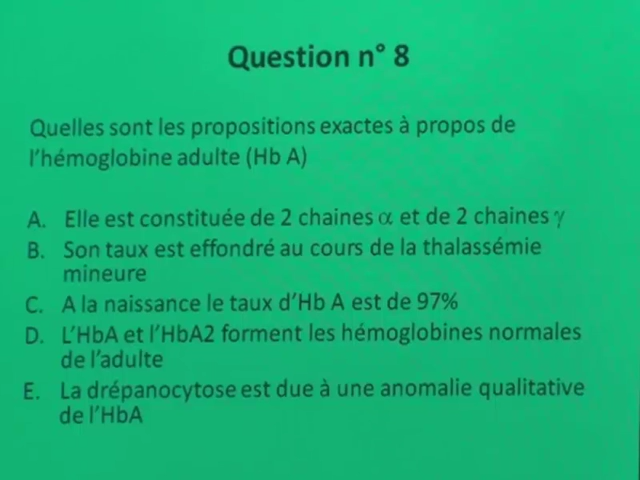 Question n° 8
Quelles sont les propositions exactes à propos de
l'hémoglobine adulte (Hb A)
A. Elle est constituée de 2 chaines α et de 2 chaines γ
B. Son taux est effondré au cours de la thalassémie
mineure
C. A la naissance le taux d'Hb A est de 97%
D. L'HbA et l'HbA2 forment les hémoglobines normales
de l'adulte
E. La drépanocytose est due à une anomalie qualitative
de l'HbA